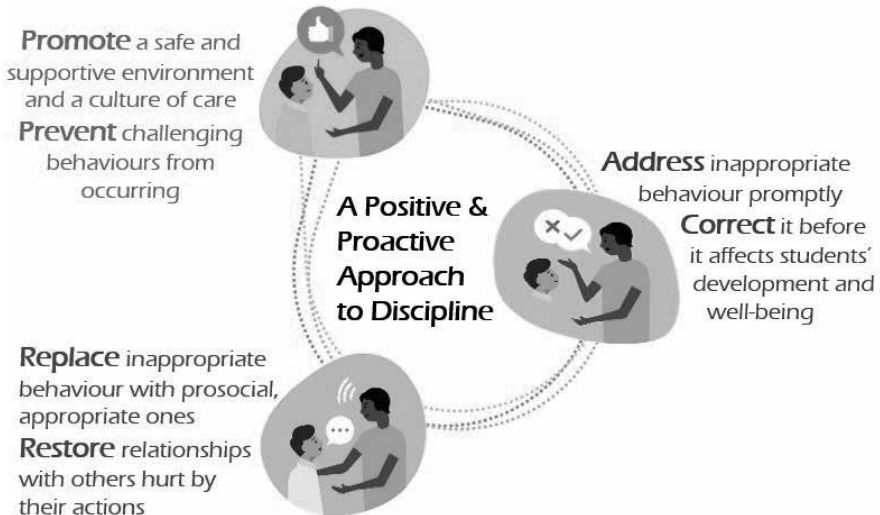 Promote a safe and
supportive environment
and a culture of care
Prevent challenging
behaviours from
occurring
A Positive &
Proactive
Approach
to Discipline
Address inappropriate
behaviour promptly
Correct it before
it affects students'
development and
well-being
Replace inappropriate
behaviour with prosocial,
appropriate ones
Restore relationships
with others hurt by
their actions